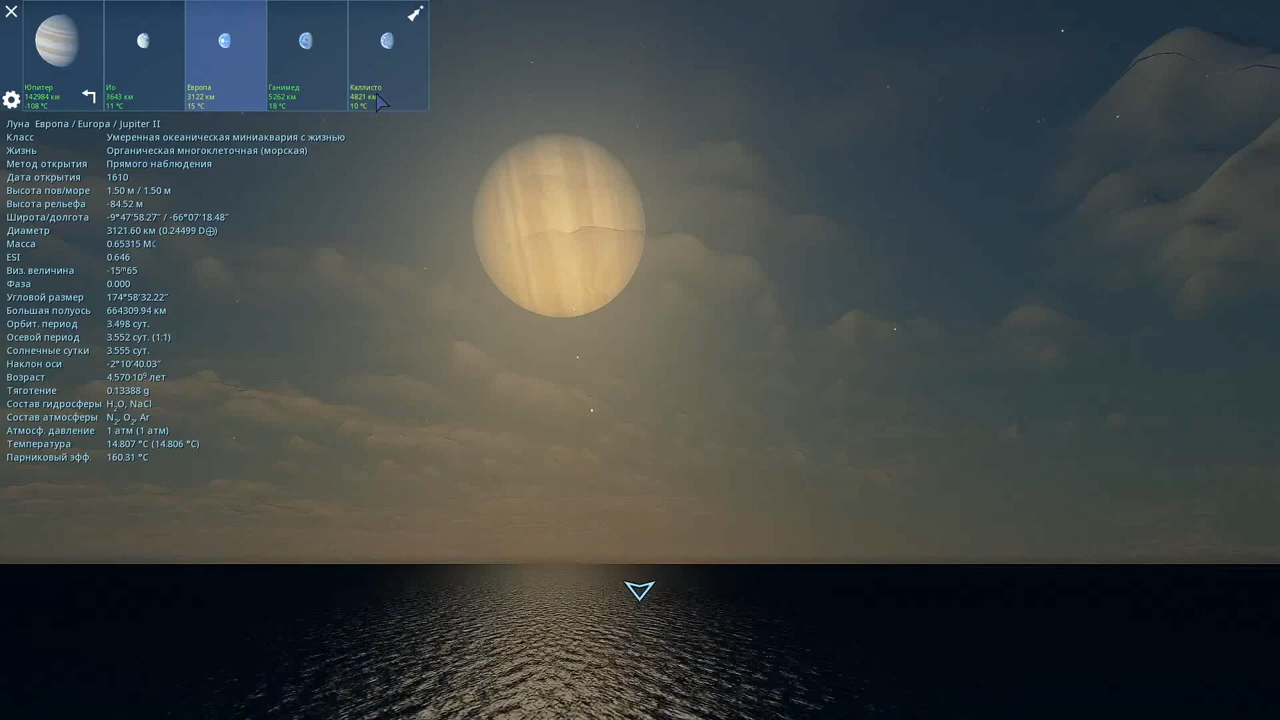 Юпитер
142984 км
-108 °C
Ио
3643 км
11 °C
Европа
3122 км
15 °C
Ганимед
5262 км
18 °C
Каллисто
4821 км
10 °C
Луна Европа / Europa / Jupiter II
Класс Умеренная океаническая миниаквария с жизнью
Жизнь Органическая многоклеточная (морская)
Метод открытия Прямого наблюдения
Дата открытия 1610
Высота пов/море 1.50 м / 1.50 м
Высота рельефа -84.52 м
Широта/долгота -9°47′58.27″ / -66°07′18.48″
Диаметр 3121.60 км (0.24499 D⊕)
Масса 0.65315 M☾
ESI 0.646
Виз. величина -15ᵐ65
Фаза 0.000
Угловой размер 174°58′32.22″
Большая полуось 664309.94 км
Орбит. период 3.498 сут.
Осевой период 3.552 сут. (1:1)
Солнечные сутки 3.555 сут.
Наклон оси -2°10′40.03″
Возраст 4.570·10⁹ лет
Тяготение 0.13388 g
Состав гидросферы H₂O, NaCl
Состав атмосферы N₂, O₂, Ar
Атмосф. давление 1 атм (1 атм)
Температура 14.807 °C (14.806 °C)
Парниковый эфф. 160.31 °C